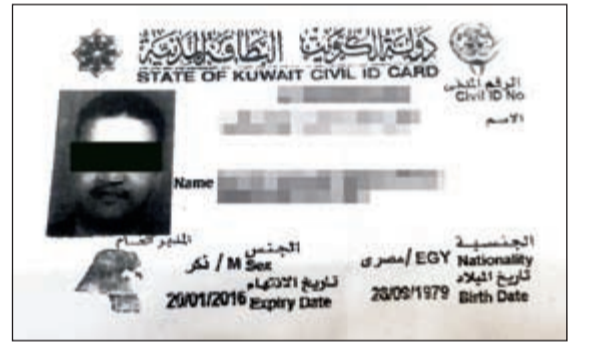 دولة الكويت البطاقة المدنية
STATE OF KUWAIT CIVIL ID CARD
الرقم المدني
Civil ID No
الاسم
Name
المدير العام
الجنسية مصرى/ EGY Nationality
الجنس ذكر / M Sex
تاريخ الميلاد 1979 Birth Date
تاريخ الانتهاء 20/01/2016 Expiry Date